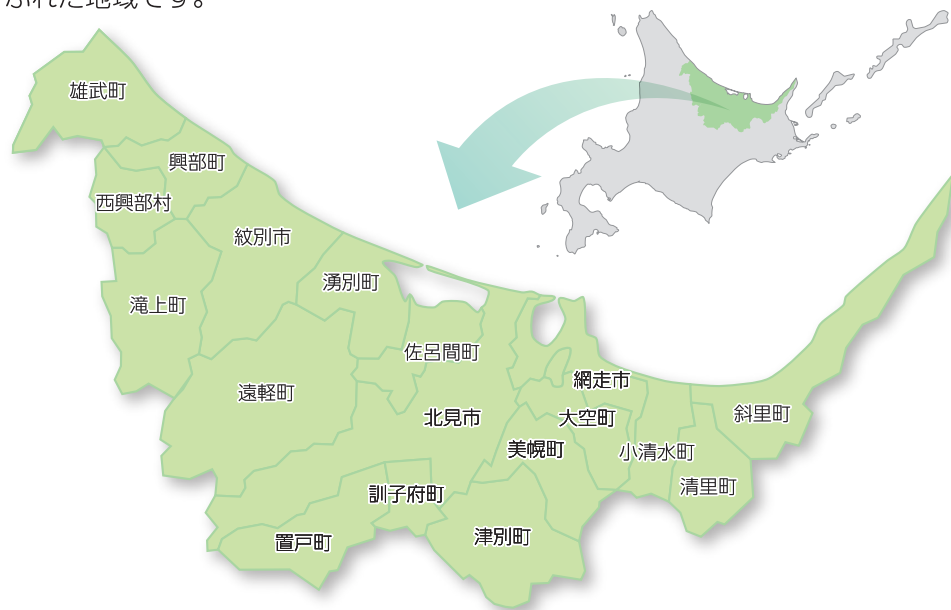 ふれた地域です。
雄武町
興部町
西興部村
紋別市
湧別町
滝上町
佐呂間町
網走市
遠軽町
北見市
大空町
斜里町
美幌町
小清水町
清里町
訓子府町
置戸町
津別町